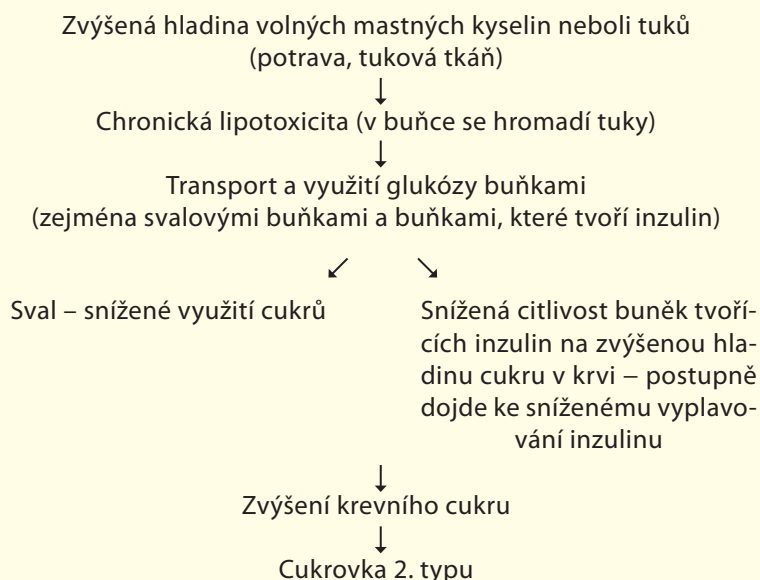 Zvýšená hladina volných mastných kyselin neboli tuků
(potrava, tuková tkáň)
↓
Chronická lipotoxicita (v buňce se hromadí tuky)
↓
Transport a využití glukózy buňkami
(zejména svalovými buňkami a buňkami, které tvoří inzulin)
↙ ↘
Sval – snížené využití cukrů
Snížená citlivost buněk tvoří-
cích inzulin na zvýšenou hla-
dinu cukru v krvi – postupně
dojde ke sníženému vyplavo-
vání inzulinu
↓
Zvýšení krevního cukru
↓
Cukrovka 2. typu